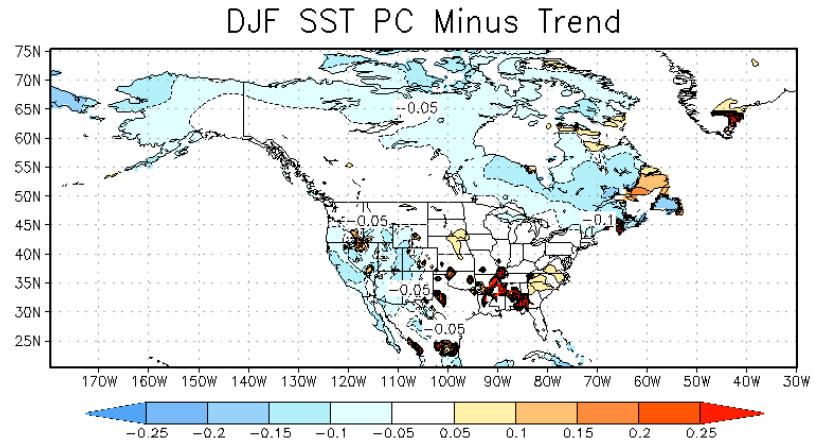 DJF SST PC Minus Trend
75N
70N
65N
60N
55N
50N
45N
40N
35N
30N
25N
−0.05
−0.1
−0.05
−0.05
−0.05
170W 160W 150W 140W 130W 120W 110W 100W 90W 80W 70W 60W 50W 40W 30W
−0.25 −0.2 −0.15 −0.1 −0.05 0.05 0.1 0.15 0.2 0.25